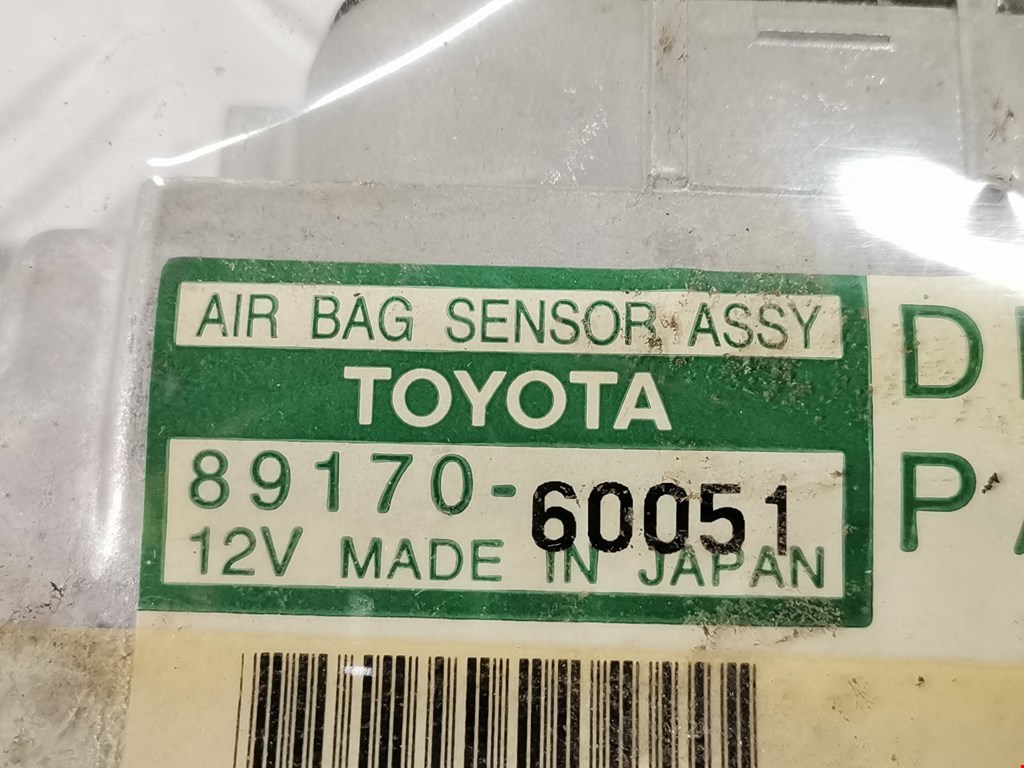 AIR BAG SENSOR ASSY
TOYOTA
89170-60051
12V MADE IN JAPAN